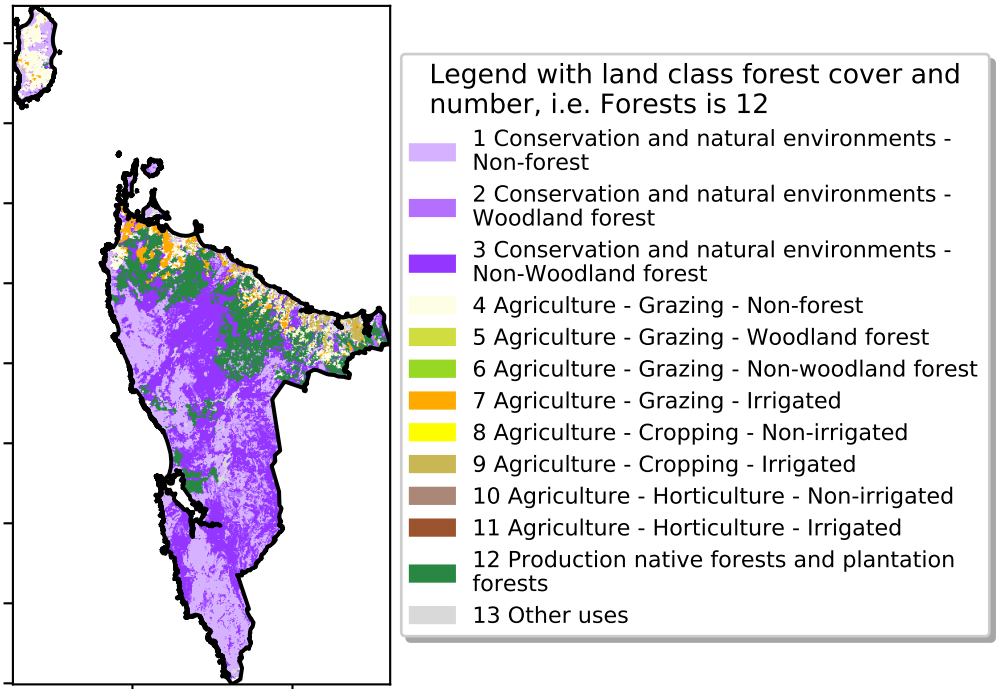 Legend with land class forest cover and
number, i.e. Forests is 12
1 Conservation and natural environments -
Non-forest
2 Conservation and natural environments -
Woodland forest
3 Conservation and natural environments -
Non-Woodland forest
4 Agriculture - Grazing - Non-forest
5 Agriculture - Grazing - Woodland forest
6 Agriculture - Grazing - Non-woodland forest
7 Agriculture - Grazing - Irrigated
8 Agriculture - Cropping - Non-irrigated
9 Agriculture - Cropping - Irrigated
10 Agriculture - Horticulture - Non-irrigated
11 Agriculture - Horticulture - Irrigated
12 Production native forests and plantation
forests
13 Other uses